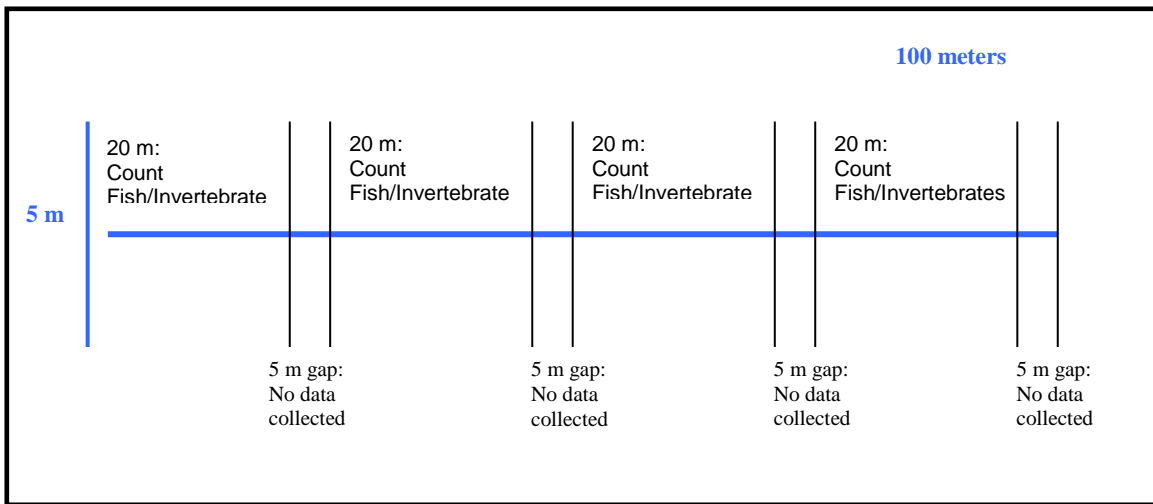 100 meters
20 m:
Count
Fish/Invertebrate
20 m:
Count
Fish/Invertebrate
20 m:
Count
Fish/Invertebrate
20 m:
Count
Fish/Invertebrates
5 m
5 m gap:
No data
collected
5 m gap:
No data
collected
5 m gap:
No data
collected
5 m gap:
No data
collected